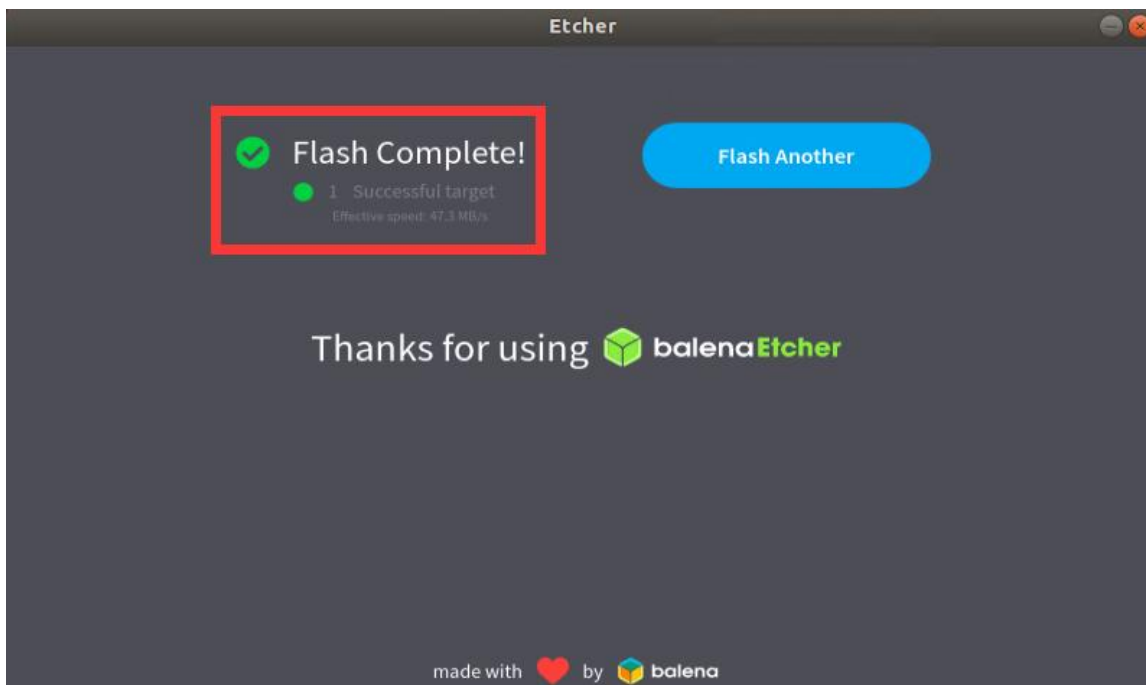 Etcher
Flash Complete!
1 Successful target
Effective speed: 47.3 MB/s
Flash Another
Thanks for using balenaEtcher
made with by balena